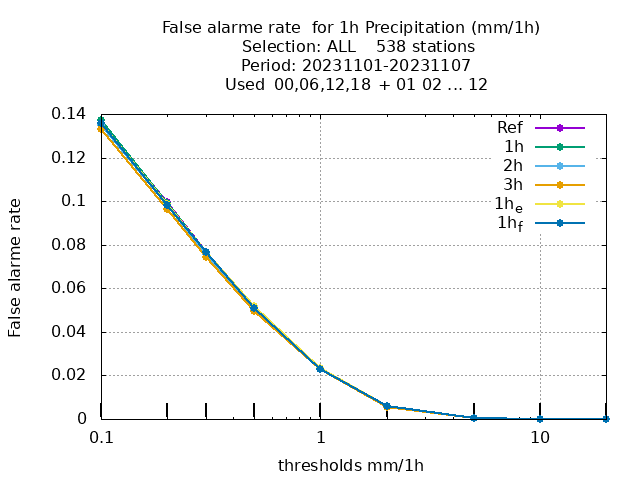 False alarme rate  for 1h Precipitation (mm/1h)
Selection: ALL    538 stations
Period: 20231101-20231107
Used  00,06,12,18  + 01 02 ... 12
Ref
1h
2h
3h
1he
1hf
0.14
0.12
0.1
0.08
0.06
0.04
0.02
0
False alarme rate
0.1
1
10
thresholds mm/1h